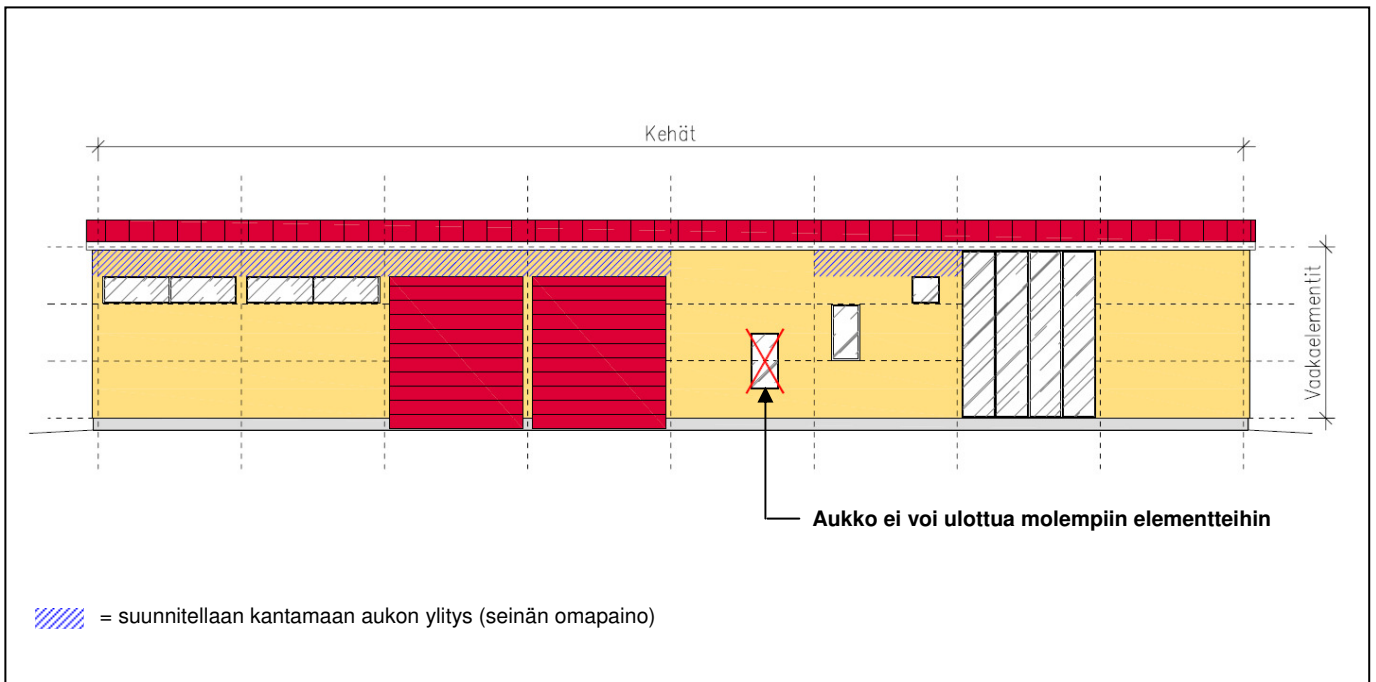 Kehät
Vaakaelementit
Aukko ei voi ulottua molempiin elementteihin
= suunnitellaan kantamaan aukon ylitys (seinän omapaino)